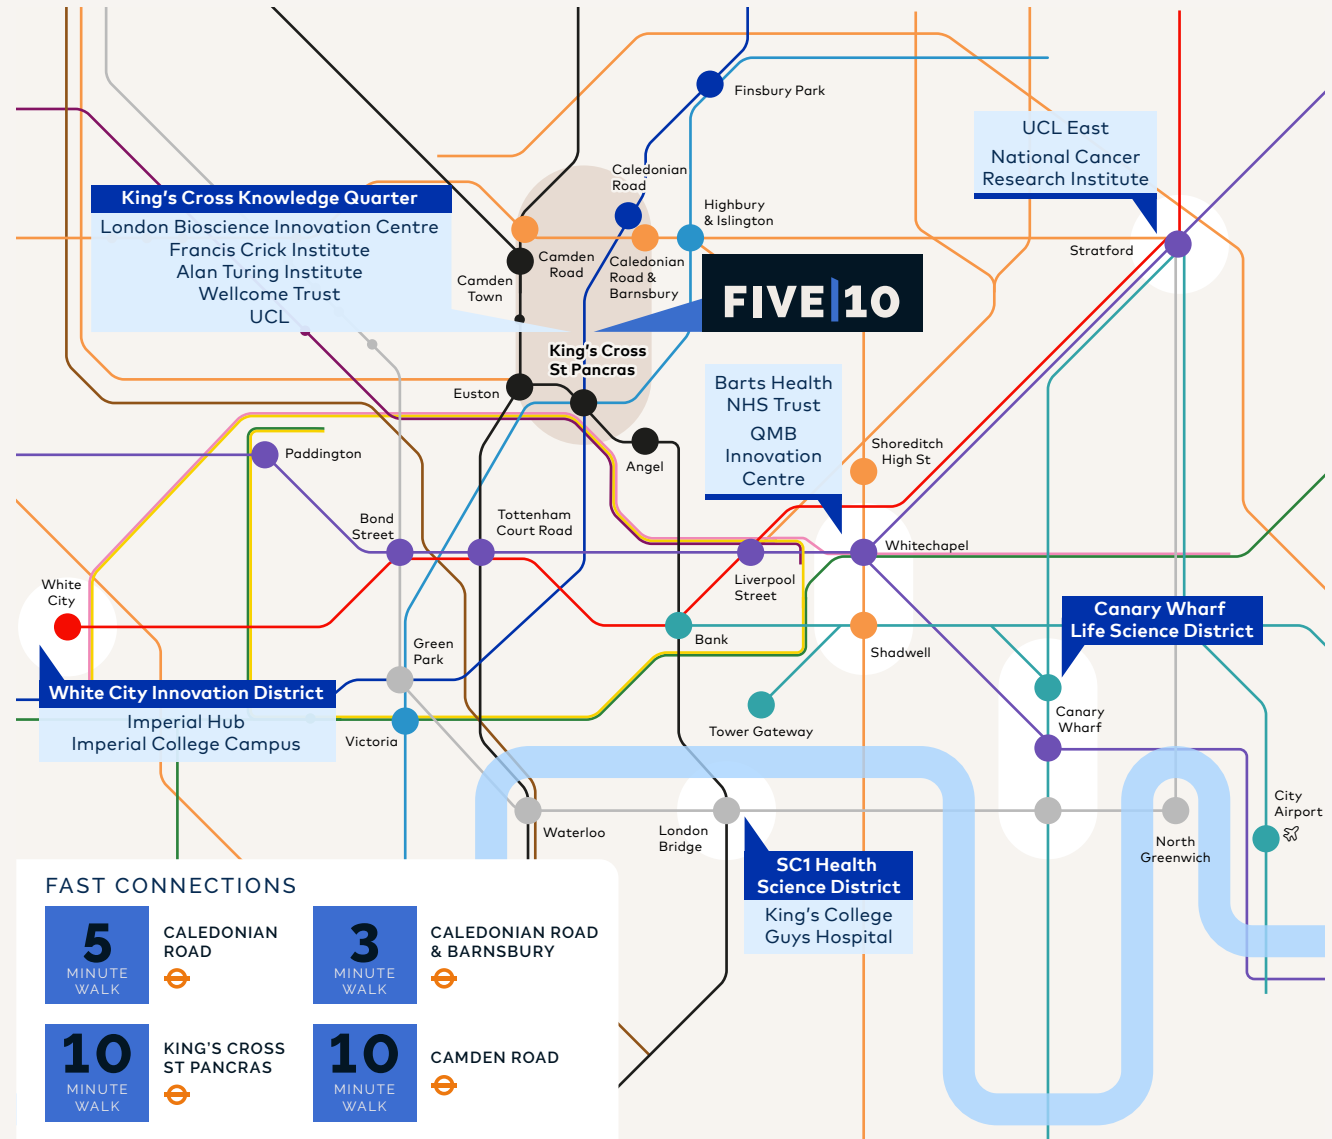 Finsbury Park
UCL East
National Cancer
Research Institute
Caledonian
Road
King's Cross Knowledge Quarter
London Bioscience Innovation Centre
Francis Crick Institute
Alan Turing Institute
Wellcome Trust
UCL
Highbury
& Islington
Stratford
Camden
Road
Caledonian
Road &
Barnsbury
Camden
Town
FIVE|10
King's Cross
St Pancras
Euston
Barts Health
NHS Trust
QMB
Innovation
Centre
Shoreditch
High St
Paddington
Angel
Bond
Street
Tottenham
Court Road
Whitechapel
Liverpool
Street
White
City
Bank
Canary Wharf
Life Science District
Green
Park
Shadwell
White City Innovation District
Imperial Hub
Imperial College Campus
Victoria
Tower Gateway
Canary
Wharf
City
Airport
Waterloo
London
Bridge
North
Greenwich
SC1 Health
Science District
King's College
Guys Hospital
FAST CONNECTIONS
5
MINUTE
WALK
CALEDONIAN
ROAD
3
MINUTE
WALK
CALEDONIAN ROAD
& BARNSBURY
10
MINUTE
WALK
KING'S CROSS
ST PANCRAS
10
MINUTE
WALK
CAMDEN ROAD